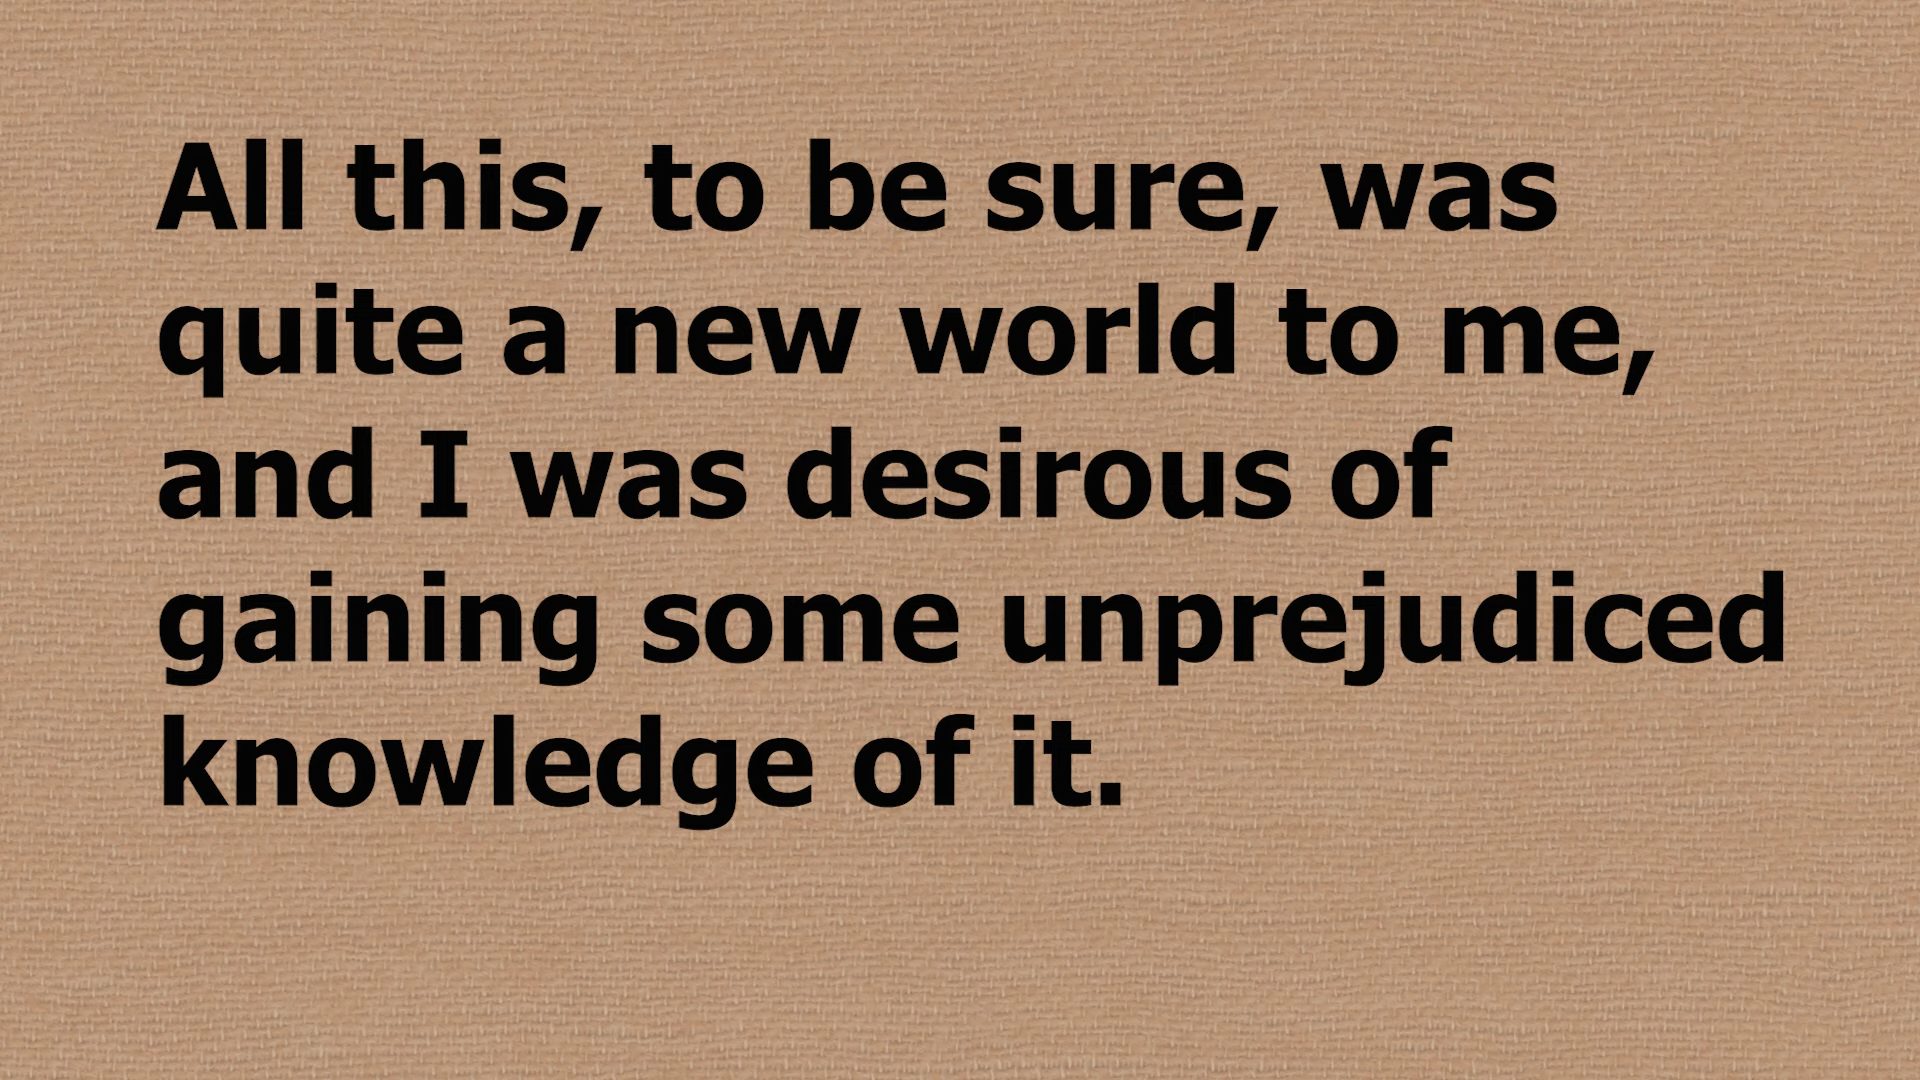 All this, to be sure, was
quite a new world to me,
and I was desirous of
gaining some unprejudiced
knowledge of it.